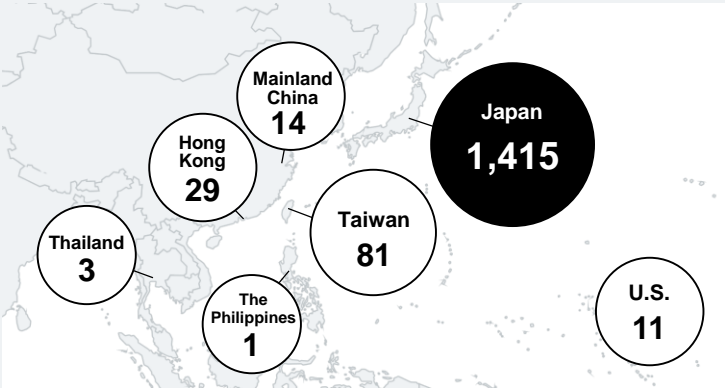 Mainland
China
14
Japan
1,415
Hong
Kong
29
Taiwan
81
Thailand
3
The
Philippines
1
U.S.
11